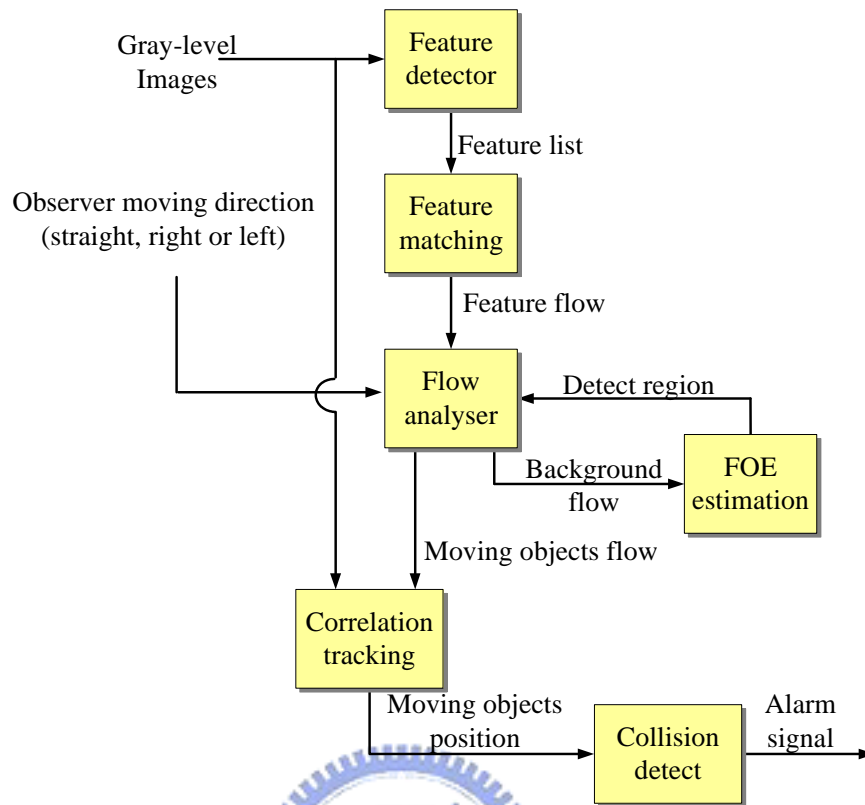 Gray-level
Images
Feature
detector
Feature list
Observer moving direction
(straight, right or left)
Feature
matching
Feature flow
Flow
analyser
Detect region
Background
flow
FOE
estimation
Moving objects flow
Correlation
tracking
Moving objects
position
Collision
detect
Alarm
signal